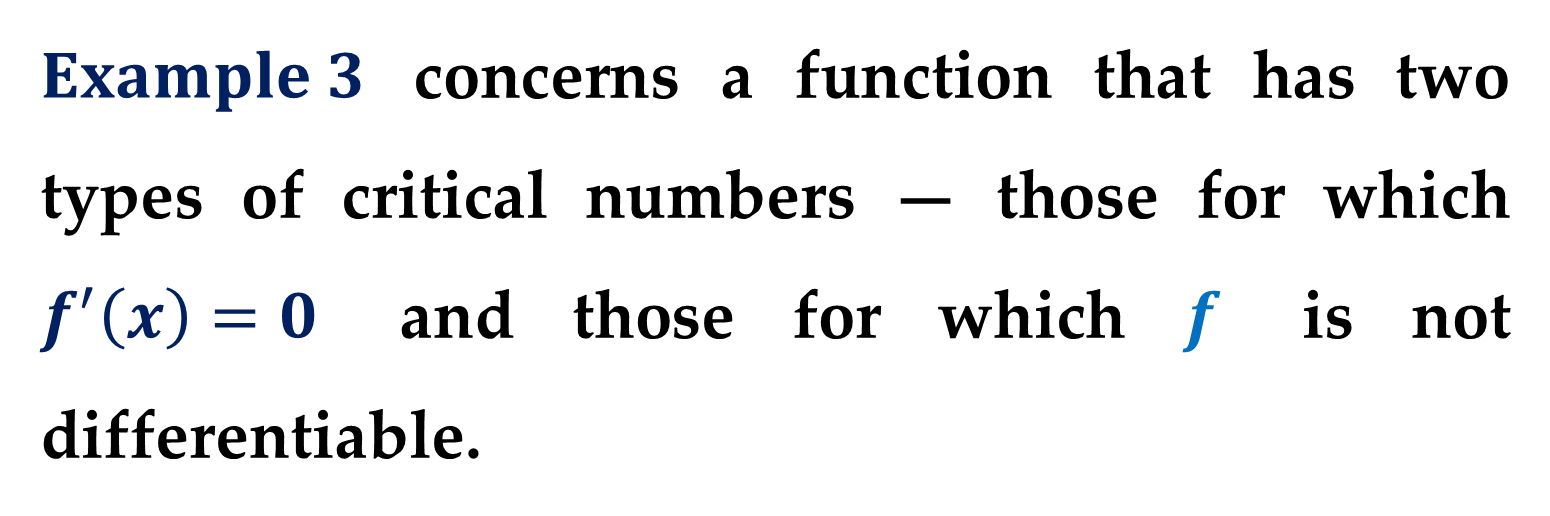 Example 3 concerns a function that has two
types of critical numbers — those for which
f′(x) = 0 and those for which f is not
differentiable.